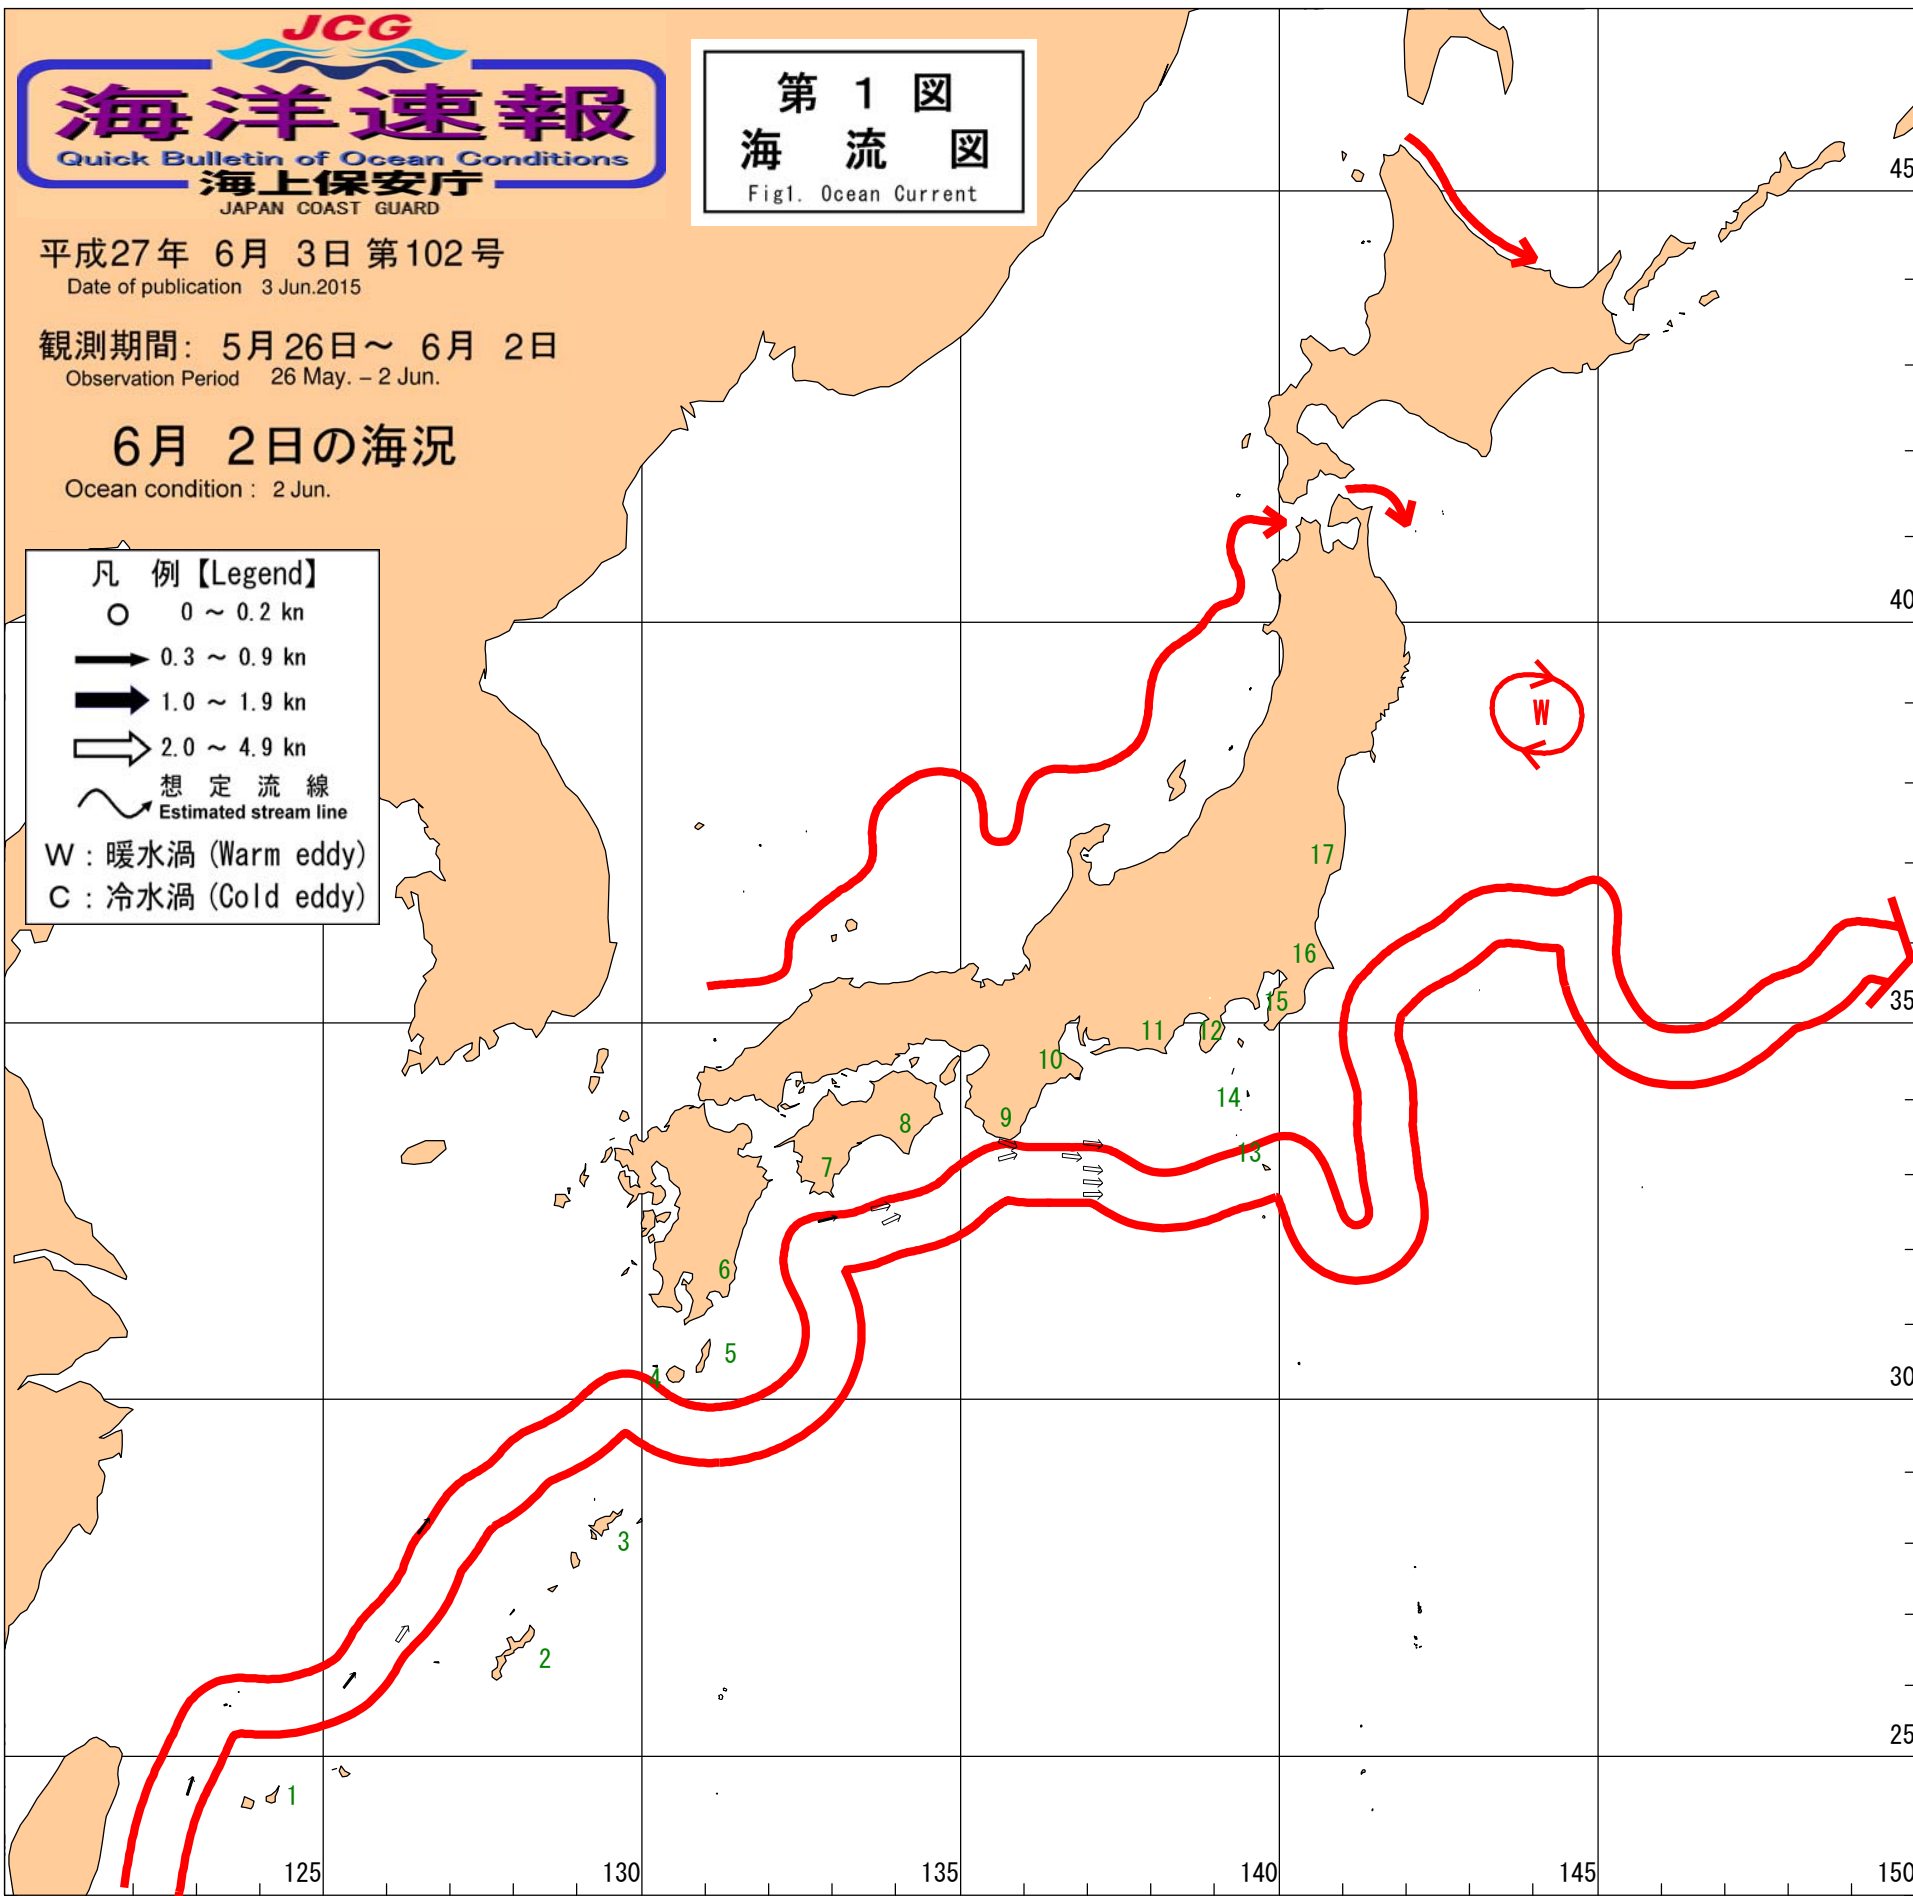 JCG
海洋速報
Quick Bulletin of Ocean Conditions
海上保安庁
JAPAN COAST GUARD
第 1 図
海 流 図
Fig1. Ocean Current
平成27年 6月 3日 第102号
Date of publication 3 Jun.2015
観測期間: 5月26日～ 6月 2日
Observation Period 26 May. – 2 Jun.
6月 2日の海況
Ocean condition : 2 Jun.
凡 例【Legend】
0 ～ 0.2 kn
0.3 ～ 0.9 kn
1.0 ～ 1.9 kn
2.0 ～ 4.9 kn
想 定 流 線
Estimated stream line
W : 暖水渦 (Warm eddy)
C : 冷水渦 (Cold eddy)
45
40
W
17
16
35
15
11
12
10
14
9
8
13
7
6
5
4
30
3
2
25
1
125
130
135
140
145
150